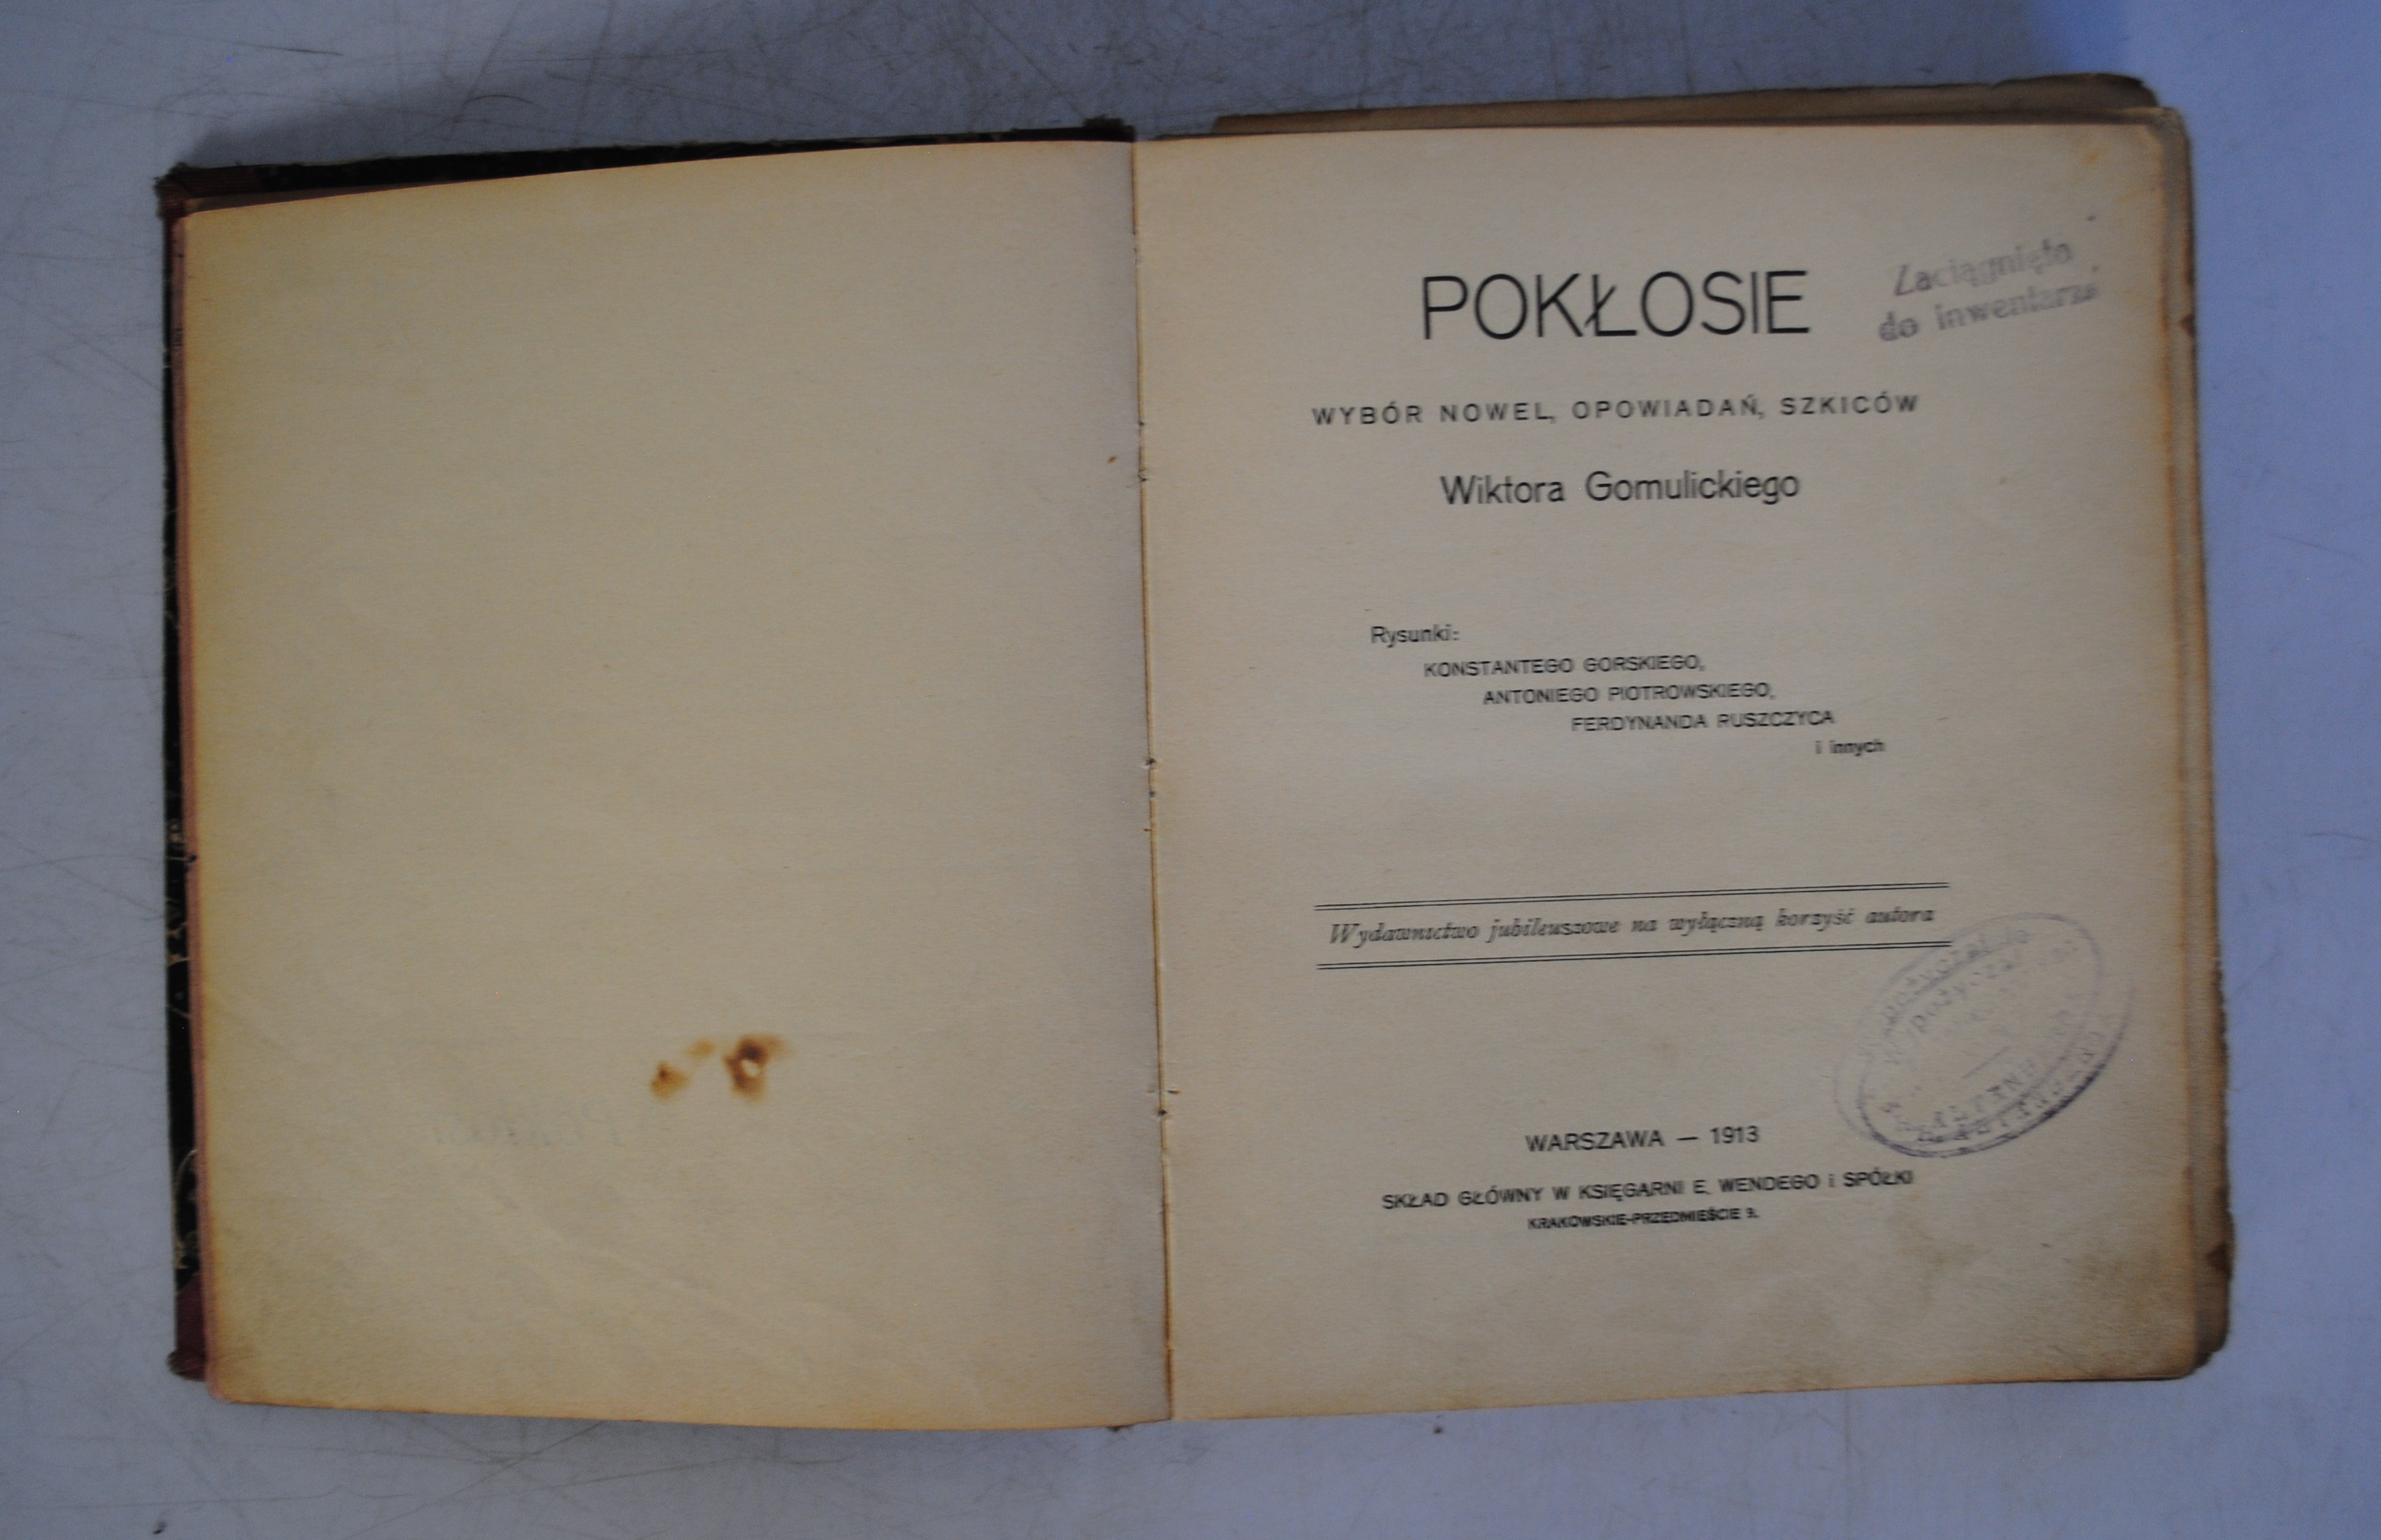 POKŁOSIE
Zaciągnięto
do inwentarza
WYBÓR NOWEL, OPOWIADAŃ, SZKICÓW
Wiktora Gomulickiego
Rysunki:
KONSTANTEGO GORSKIEGO,
ANTONIEGO PIOTROWSKIEGO,
FERDYNANDA RUSZCZYCA
i innych
Wydawnictwo jubileuszowe na wyłączną korzyść autora
WARSZAWA — 1913
SKŁAD GŁÓWNY W KSIĘGARNI E. WENDEGO i SPÓŁKI
KRAKOWSKIE-PRZEDMIEŚCIE 9.